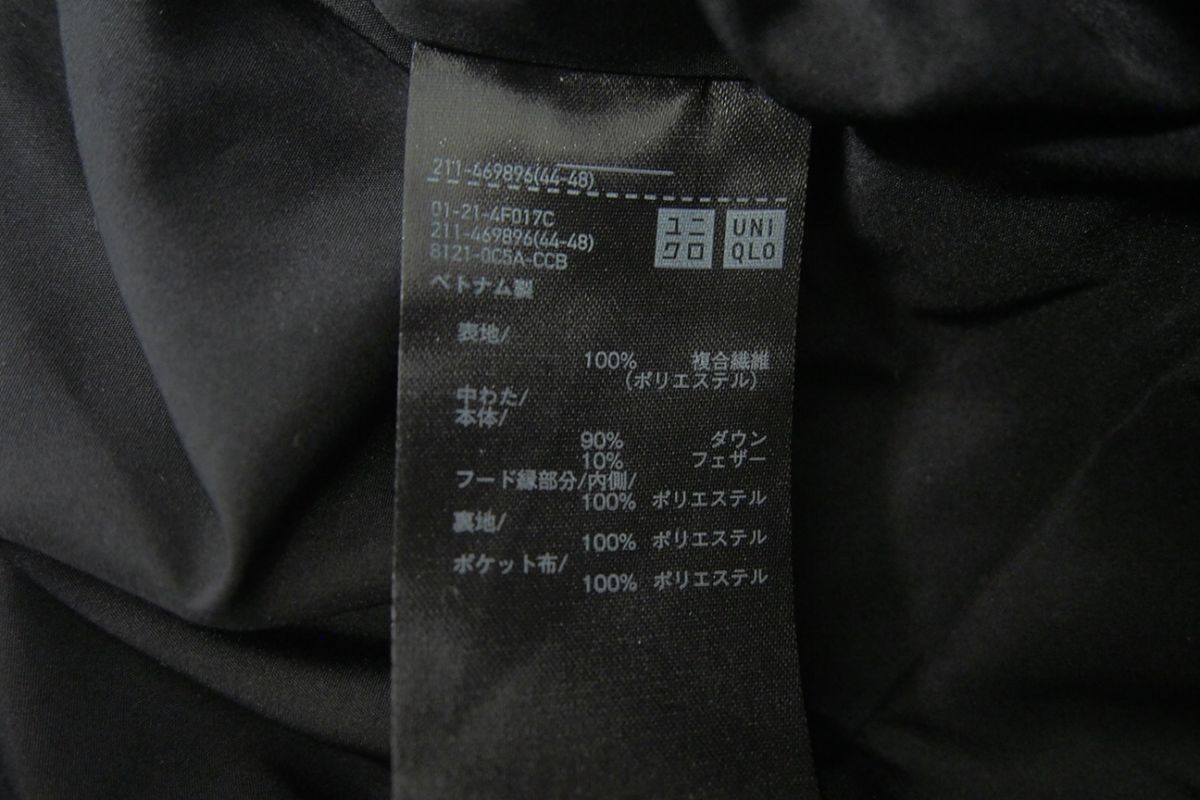 211-469896(44-48)
01-21-4F017C
211-469896(44-48)
8121-0C5A-CCB
ユニ
クロ
UNI
QLO
ベトナム製
表地/
100% 複合繊維
(ポリエステル)
中わた/
本体/
90% ダウン
10% フェザー
フード縁部分/内側/
100% ポリエステル
裏地/
100% ポリエステル
ポケット布/
100% ポリエステル